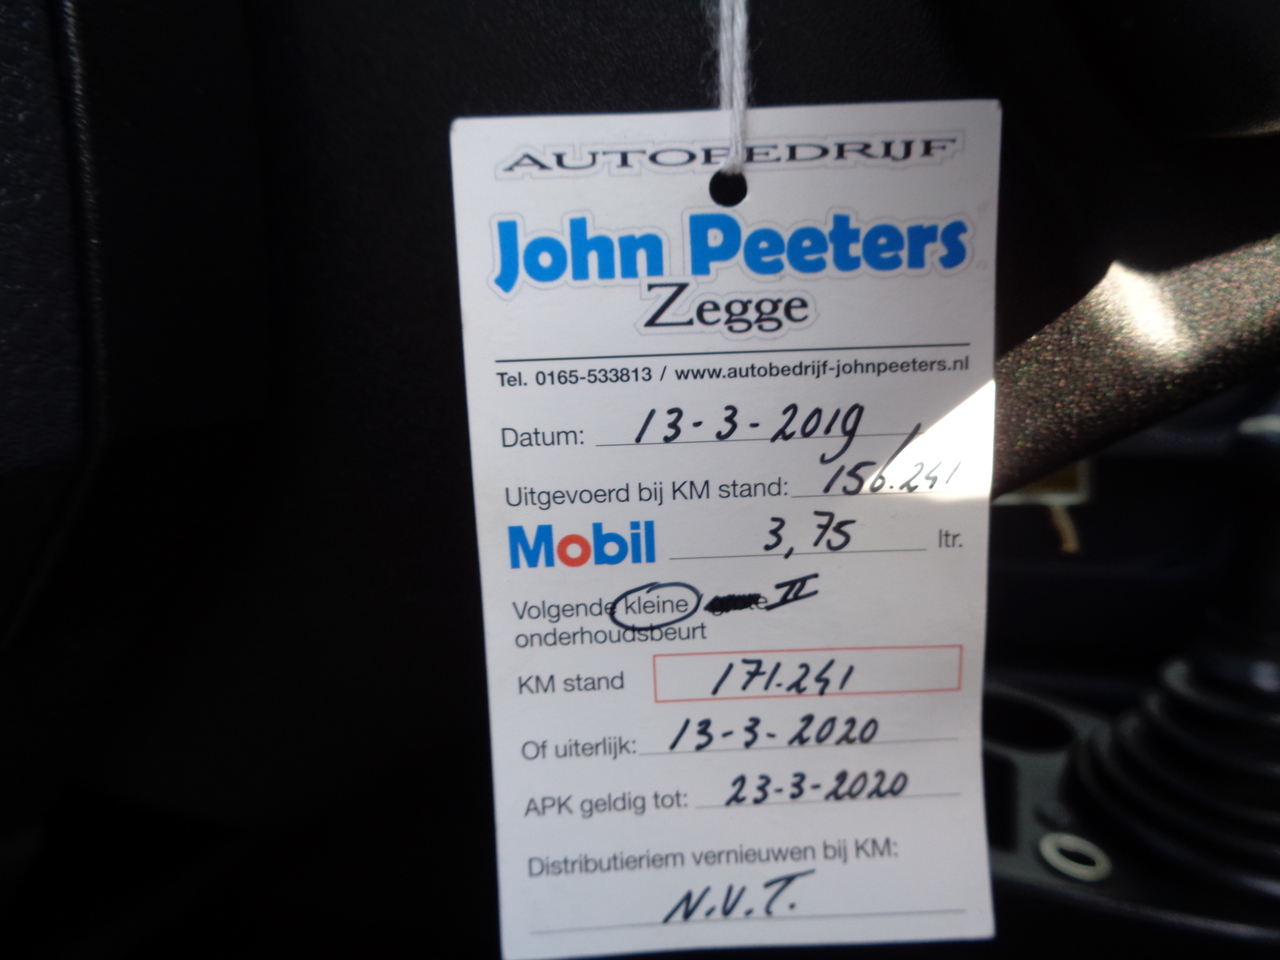 AUTOBEDRIJF
John Peeters
Zegge
Tel. 0165-533813 / www.autobedrijf-johnpeeters.nl
Datum: 13-3-2019
Uitgevoerd bij KM stand: 156.241
Mobil 3,75 ltr.
Volgende kleine / II
onderhoudsbeurt
KM stand 171.241
Of uiterlijk: 13-3-2020
APK geldig tot: 23-3-2020
Distributieriem vernieuwen bij KM:
N.V.T.